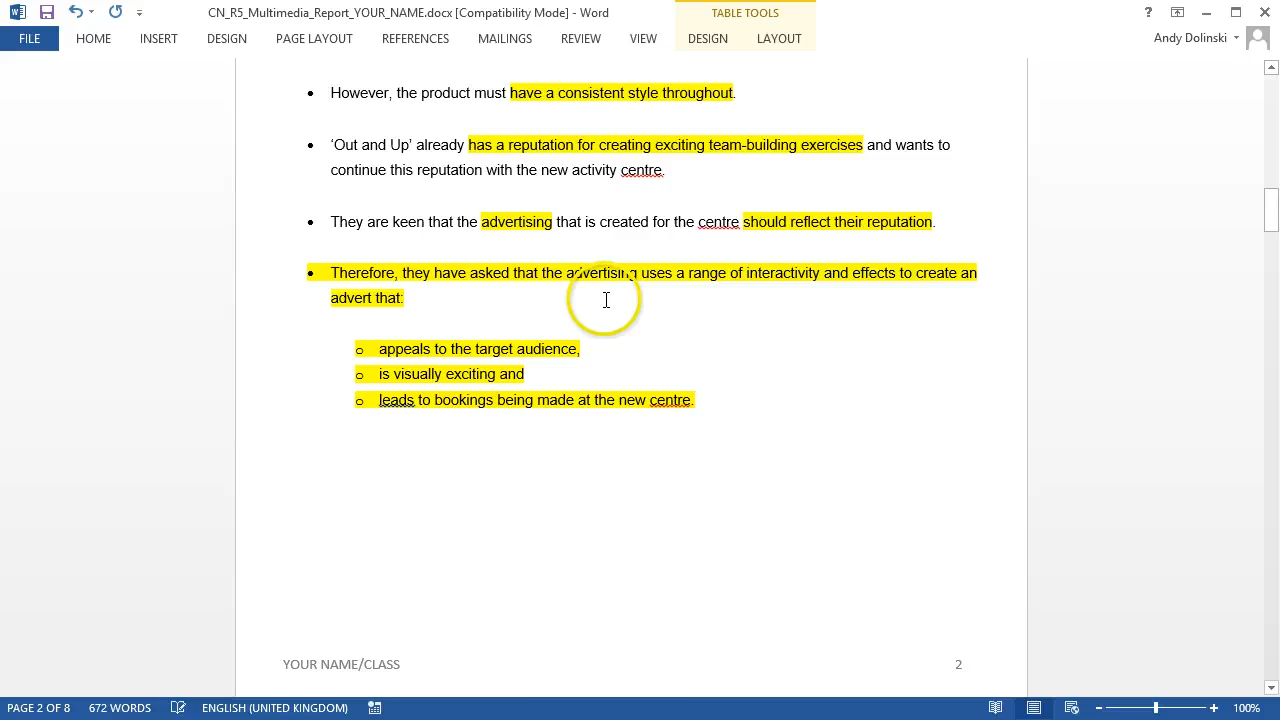 CN_R5_Multimedia_Report_YOUR_NAME.docx [Compatibility Mode] - Word
TABLE TOOLS
?
FILE HOME INSERT DESIGN PAGE LAYOUT REFERENCES MAILINGS REVIEW VIEW DESIGN LAYOUT Andy Dolinski
• However, the product must have a consistent style throughout.
• ‘Out and Up’ already has a reputation for creating exciting team-building exercises and wants to
continue this reputation with the new activity centre.
• They are keen that the advertising that is created for the centre should reflect their reputation.
• Therefore, they have asked that the advertising uses a range of interactivity and effects to create an
advert that:
o appeals to the target audience,
o is visually exciting and
o leads to bookings being made at the new centre.
YOUR NAME/CLASS 2
PAGE 2 OF 8 672 WORDS ENGLISH (UNITED KINGDOM) 100%